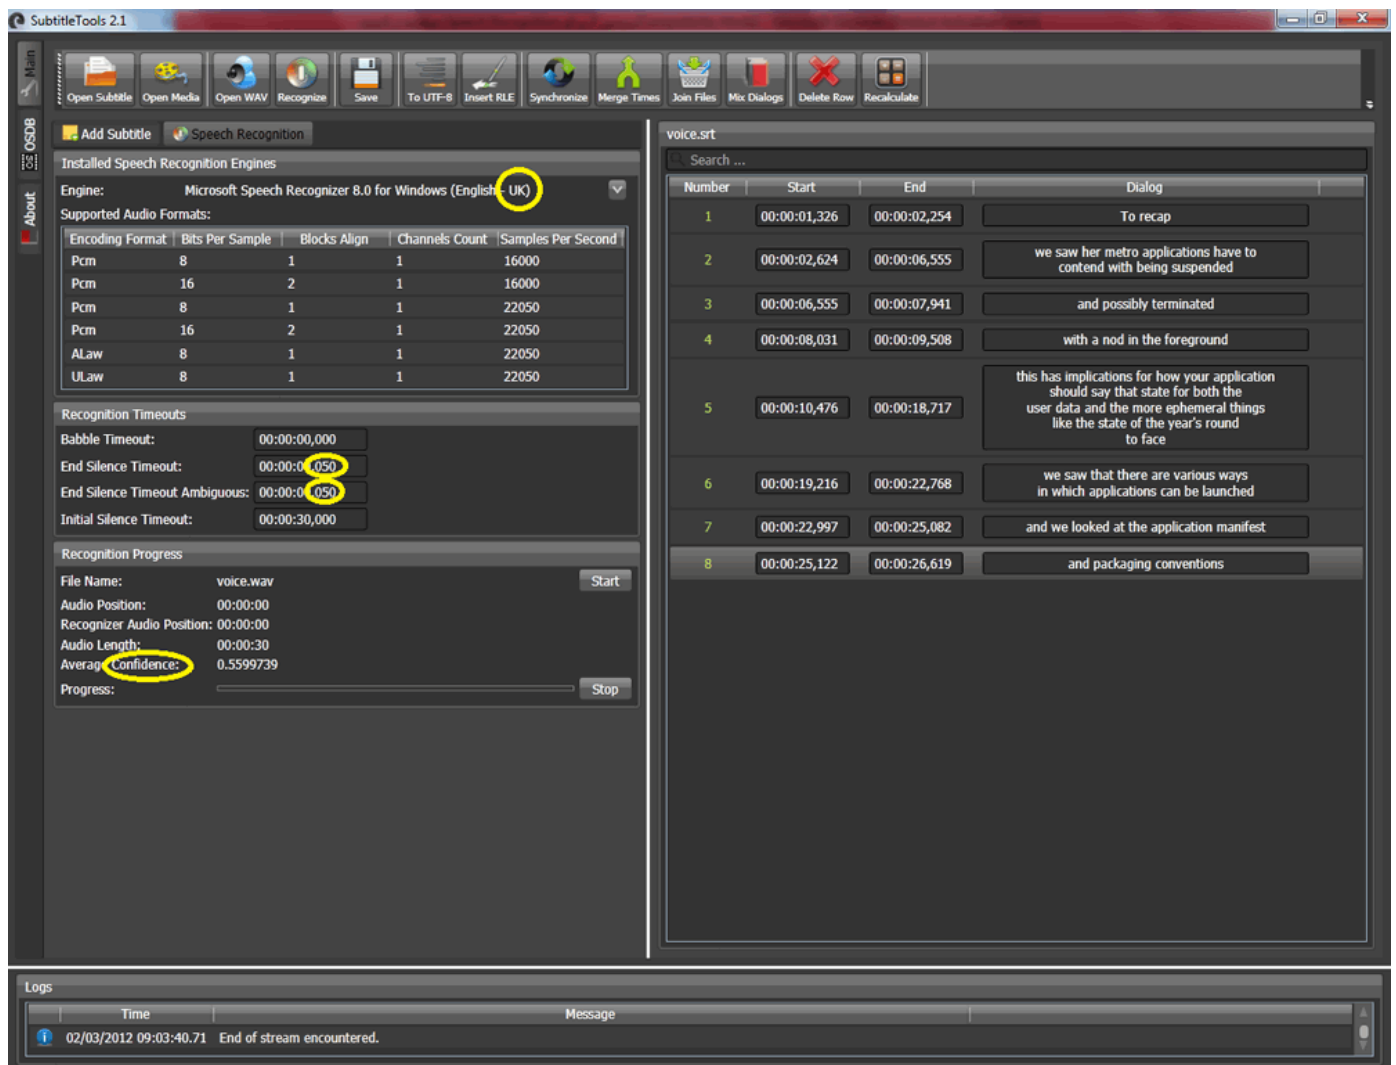 SubtitleTools 2.1
Main
OSDB
About
Open Subtitle Open Media Open WAV Recognize Save To UTF-8 Insert RLE Synchronize Merge Times Join Files Mix Dialogs Delete Row Recalculate
Add Subtitle Speech Recognition
Installed Speech Recognition Engines
Engine: Microsoft Speech Recognizer 8.0 for Windows (English - UK)
Supported Audio Formats:
Encoding Format Bits Per Sample Blocks Align Channels Count Samples Per Second
Pcm 8 1 1 16000
Pcm 16 2 1 16000
Pcm 8 1 1 22050
Pcm 16 2 1 22050
ALaw 8 1 1 22050
ULaw 8 1 1 22050
Recognition Timeouts
Babble Timeout: 00:00:00,000
End Silence Timeout: 00:00:00,050
End Silence Timeout Ambiguous: 00:00:00,050
Initial Silence Timeout: 00:00:30,000
Recognition Progress
File Name: voice.wav Start
Audio Position: 00:00:00
Recognizer Audio Position: 00:00:00
Audio Length: 00:00:30
Average Confidence: 0.5599739
Progress: Stop
voice.srt
Search ...
Number Start End Dialog
1 00:00:01,326 00:00:02,254 To recap
2 00:00:02,624 00:00:06,555 we saw her metro applications have to
contend with being suspended
3 00:00:06,555 00:00:07,941 and possibly terminated
4 00:00:08,031 00:00:09,508 with a nod in the foreground
5 00:00:10,476 00:00:18,717 this has implications for how your application
should say that state for both the
user data and the more ephemeral things
like the state of the year's round
to face
6 00:00:19,216 00:00:22,768 we saw that there are various ways
in which applications can be launched
7 00:00:22,997 00:00:25,082 and we looked at the application manifest
8 00:00:25,122 00:00:26,619 and packaging conventions
Logs
Time Message
02/03/2012 09:03:40.71 End of stream encountered.